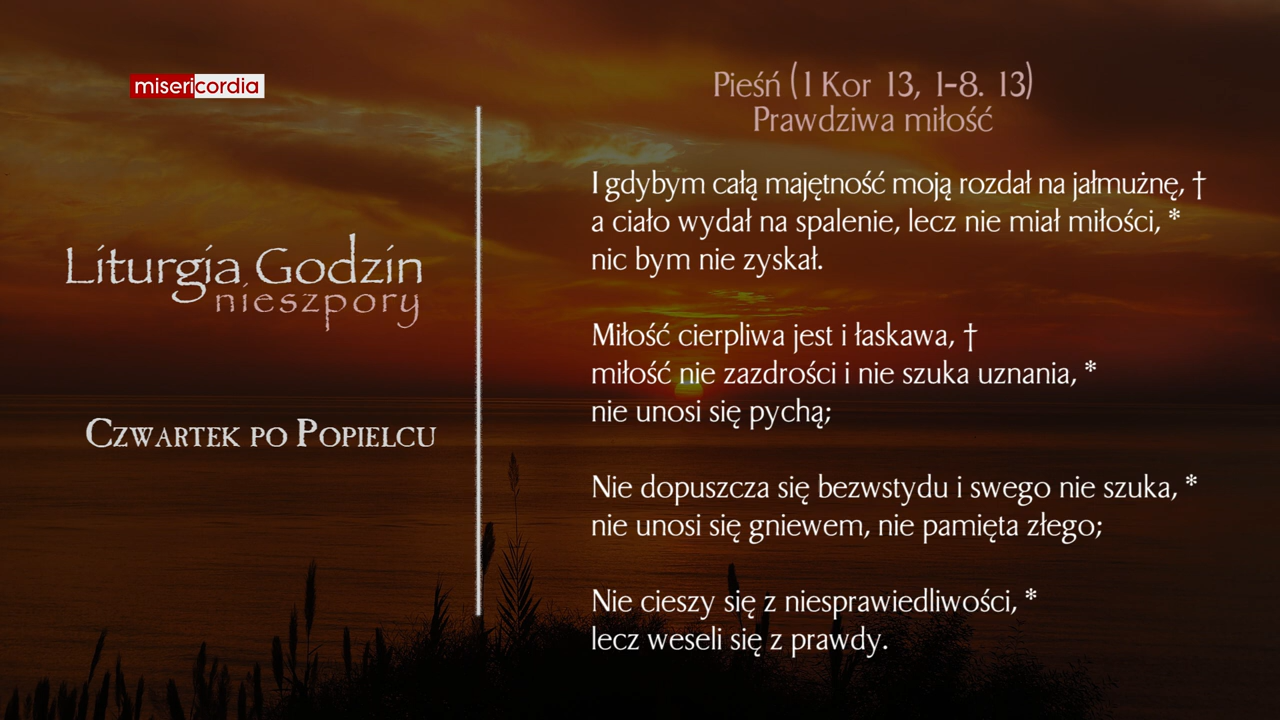 misericordia
Liturgia Godzin
nieszpory
Czwartek po Popielcu
Pieśń (1 Kor 13, 1-8. 13)
Prawdziwa miłość
I gdybym całą majętność moją rozdał na jałmużnę, †
a ciało wydał na spalenie, lecz nie miał miłości, *
nic bym nie zyskał.
Miłość cierpliwa jest i łaskawa, †
miłość nie zazdrości i nie szuka uznania, *
nie unosi się pychą;
Nie dopuszcza się bezwstydu i swego nie szuka, *
nie unosi się gniewem, nie pamięta złego;
Nie cieszy się z niesprawiedliwości, *
lecz weseli się z prawdy.